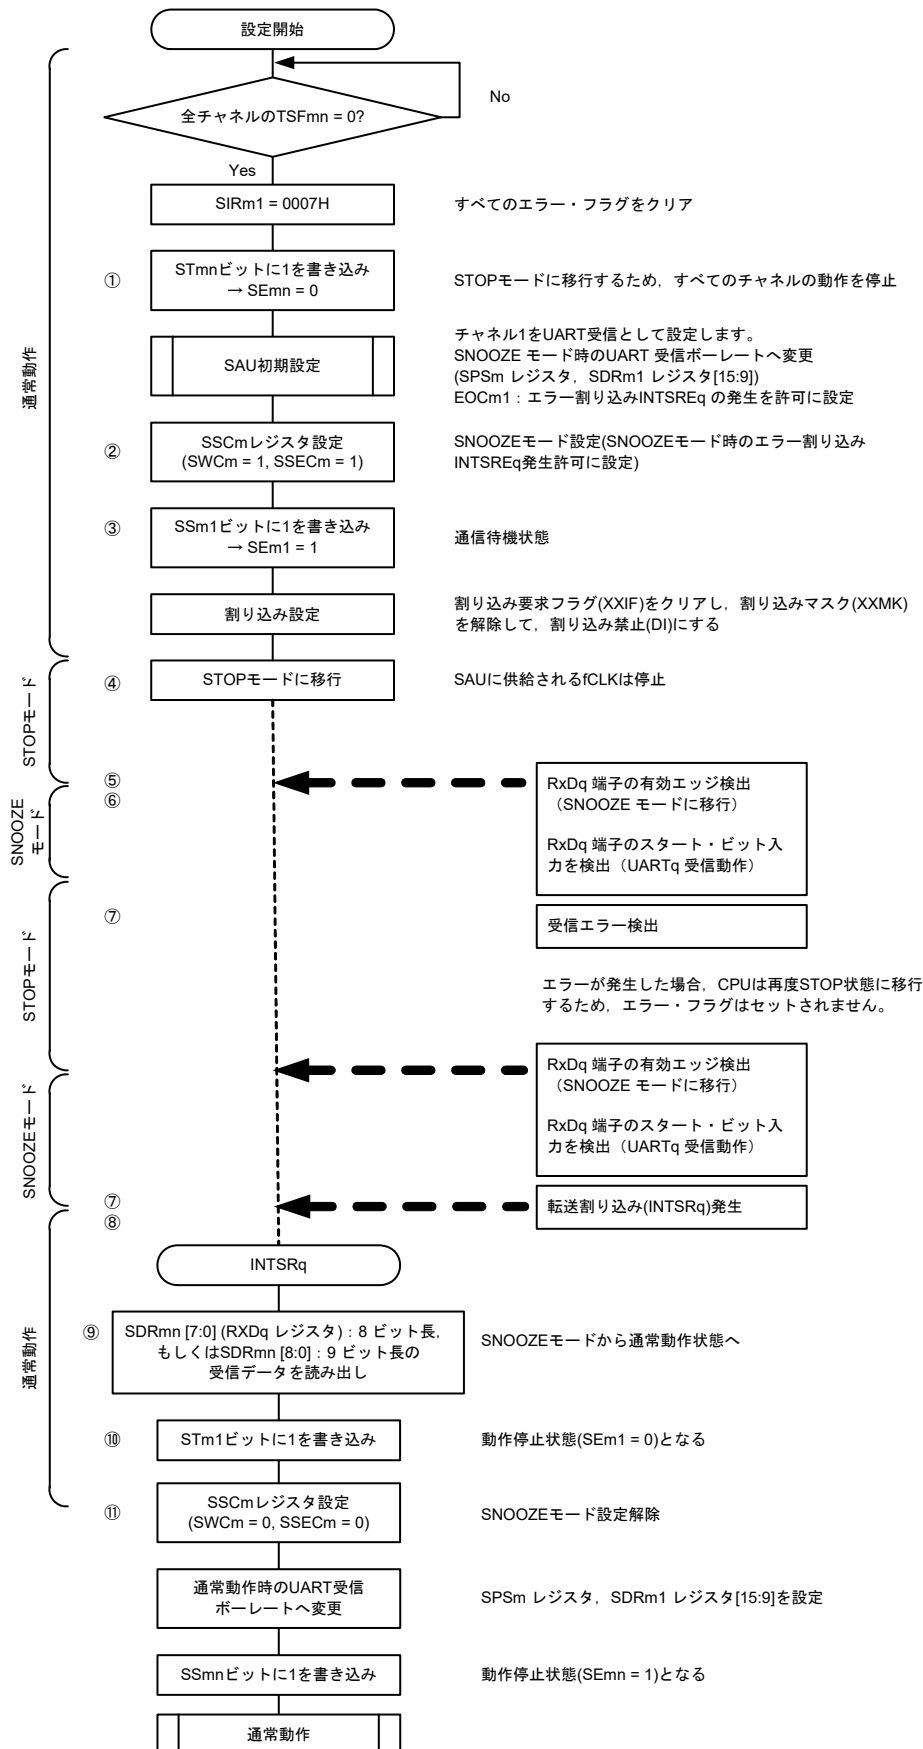 設定開始
No
全チャネルのTSFmn = 0?
Yes
SIRm1 = 0007H
すべてのエラー・フラグをクリア
①
STmnビットに1を書き込み
→ SEmn = 0
STOPモードに移行するため，すべてのチャネルの動作を停止
通常動作
SAU初期設定
チャネル1をUART受信として設定します。
SNOOZE モード時のUART 受信ボーレートへ変更
(SPSm レジスタ，SDRm1 レジスタ[15:9])
EOCm1：エラー割り込みINTSREq の発生を許可に設定
②
SSCmレジスタ設定
(SWCm = 1, SSECm = 1)
SNOOZEモード設定(SNOOZEモード時のエラー割り込み
INTSREq発生許可に設定)
③
SSm1ビットに1を書き込み
→ SEm1 = 1
通信待機状態
割り込み設定
割り込み要求フラグ(XXIF)をクリアし，割り込みマスク(XXMK)
を解除して，割り込み禁止(DI)にする
STOPモード
④
STOPモードに移行
SAUに供給されるfCLKは停止
⑤
⑥
SNOOZE
モード
RxDq 端子の有効エッジ検出
（SNOOZE モードに移行）
RxDq 端子のスタート・ビット入
力を検出（UARTq 受信動作）
STOPモード
⑦
受信エラー検出
エラーが発生した場合，CPUは再度STOP状態に移行
するため，エラー・フラグはセットされません。
SNOOZEモード
RxDq 端子の有効エッジ検出
（SNOOZE モードに移行）
RxDq 端子のスタート・ビット入
力を検出（UARTq 受信動作）
⑦
⑧
転送割り込み(INTSRq)発生
INTSRq
通常動作
⑨
SDRmn [7:0] (RXDq レジスタ)：8 ビット長，
もしくはSDRmn [8:0]：9 ビット長の
受信データを読み出し
SNOOZEモードから通常動作状態へ
⑩
STm1ビットに1を書き込み
動作停止状態(SEm1 = 0)となる
⑪
SSCmレジスタ設定
(SWCm = 0, SSECm = 0)
SNOOZEモード設定解除
通常動作時のUART受信
ボーレートへ変更
SPSm レジスタ，SDRm1 レジスタ[15:9]を設定
SSmnビットに1を書き込み
動作停止状態(SEmn = 1)となる
通常動作